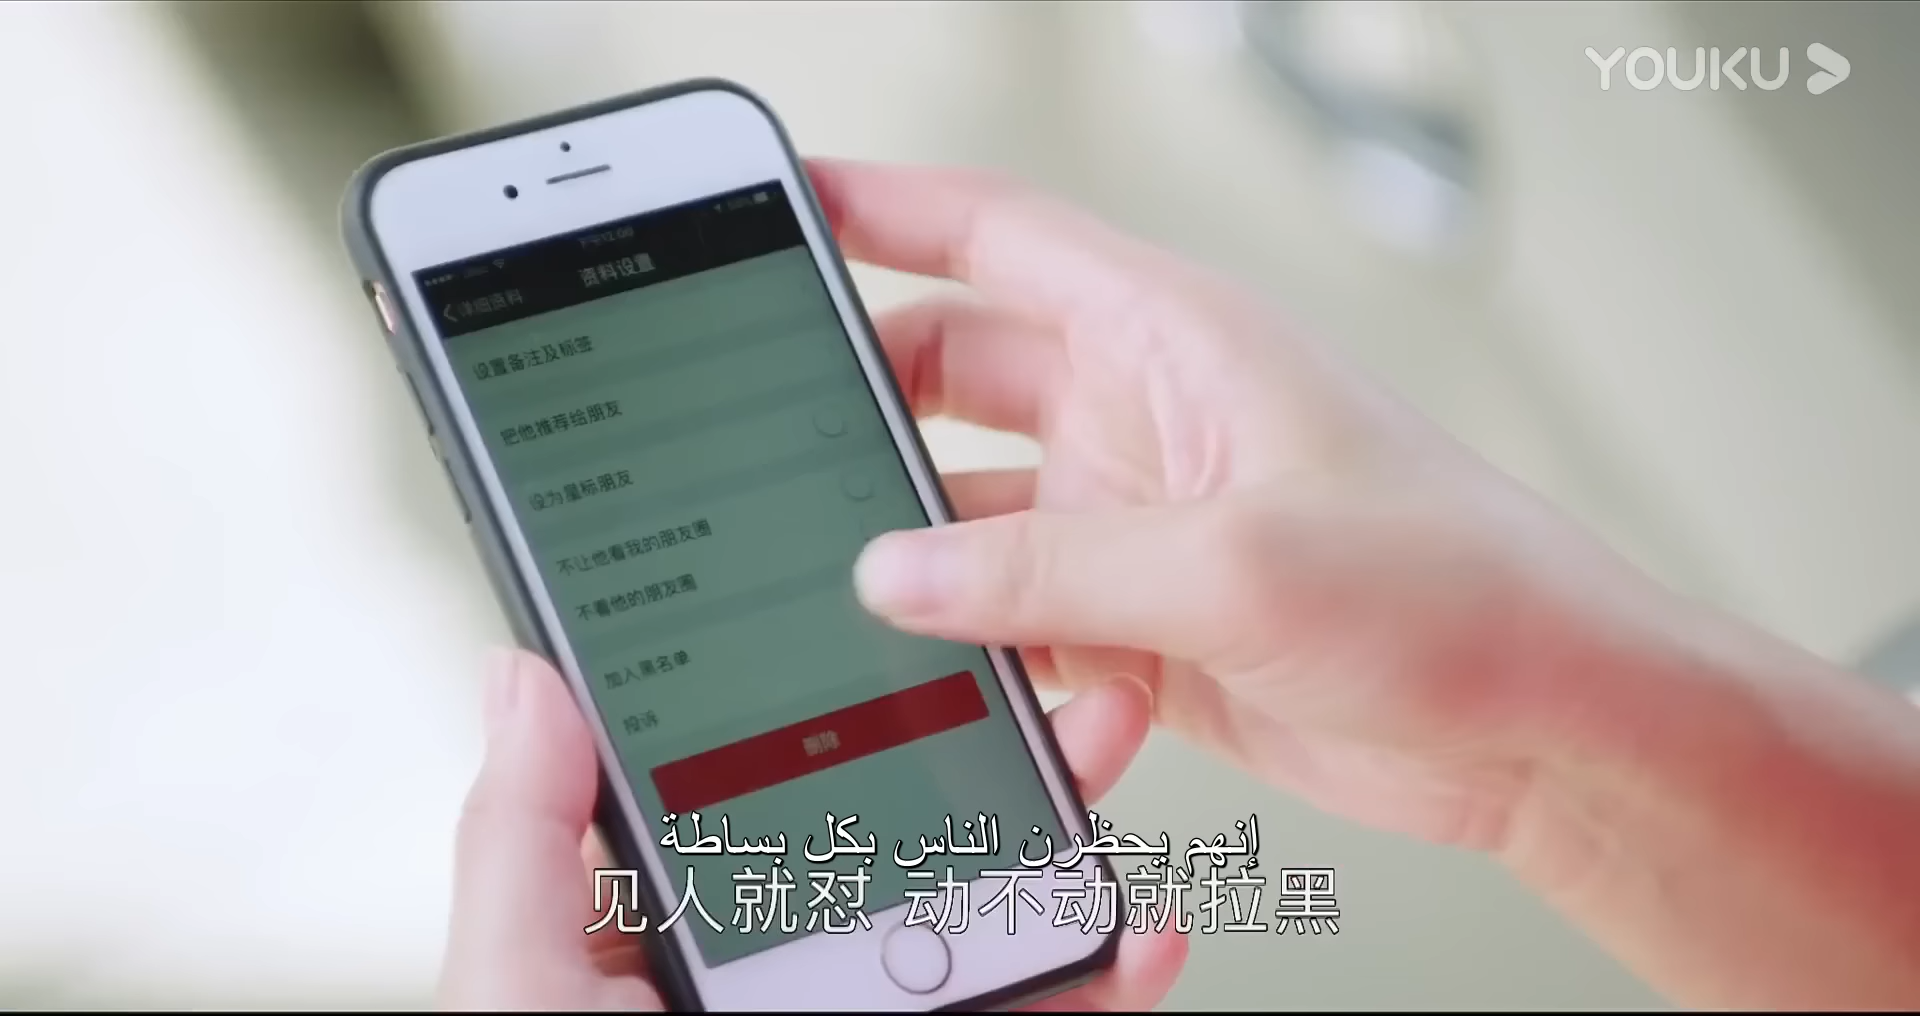 YOUKU
资料设置
详细资料
设置备注及标签
把他推荐给朋友
设为星标朋友
不让他看我的朋友圈
不看他的朋友圈
加入黑名单
投诉
删除
إنهم يحظرن الناس بكل بساطة
见人就怼 动不动就拉黑